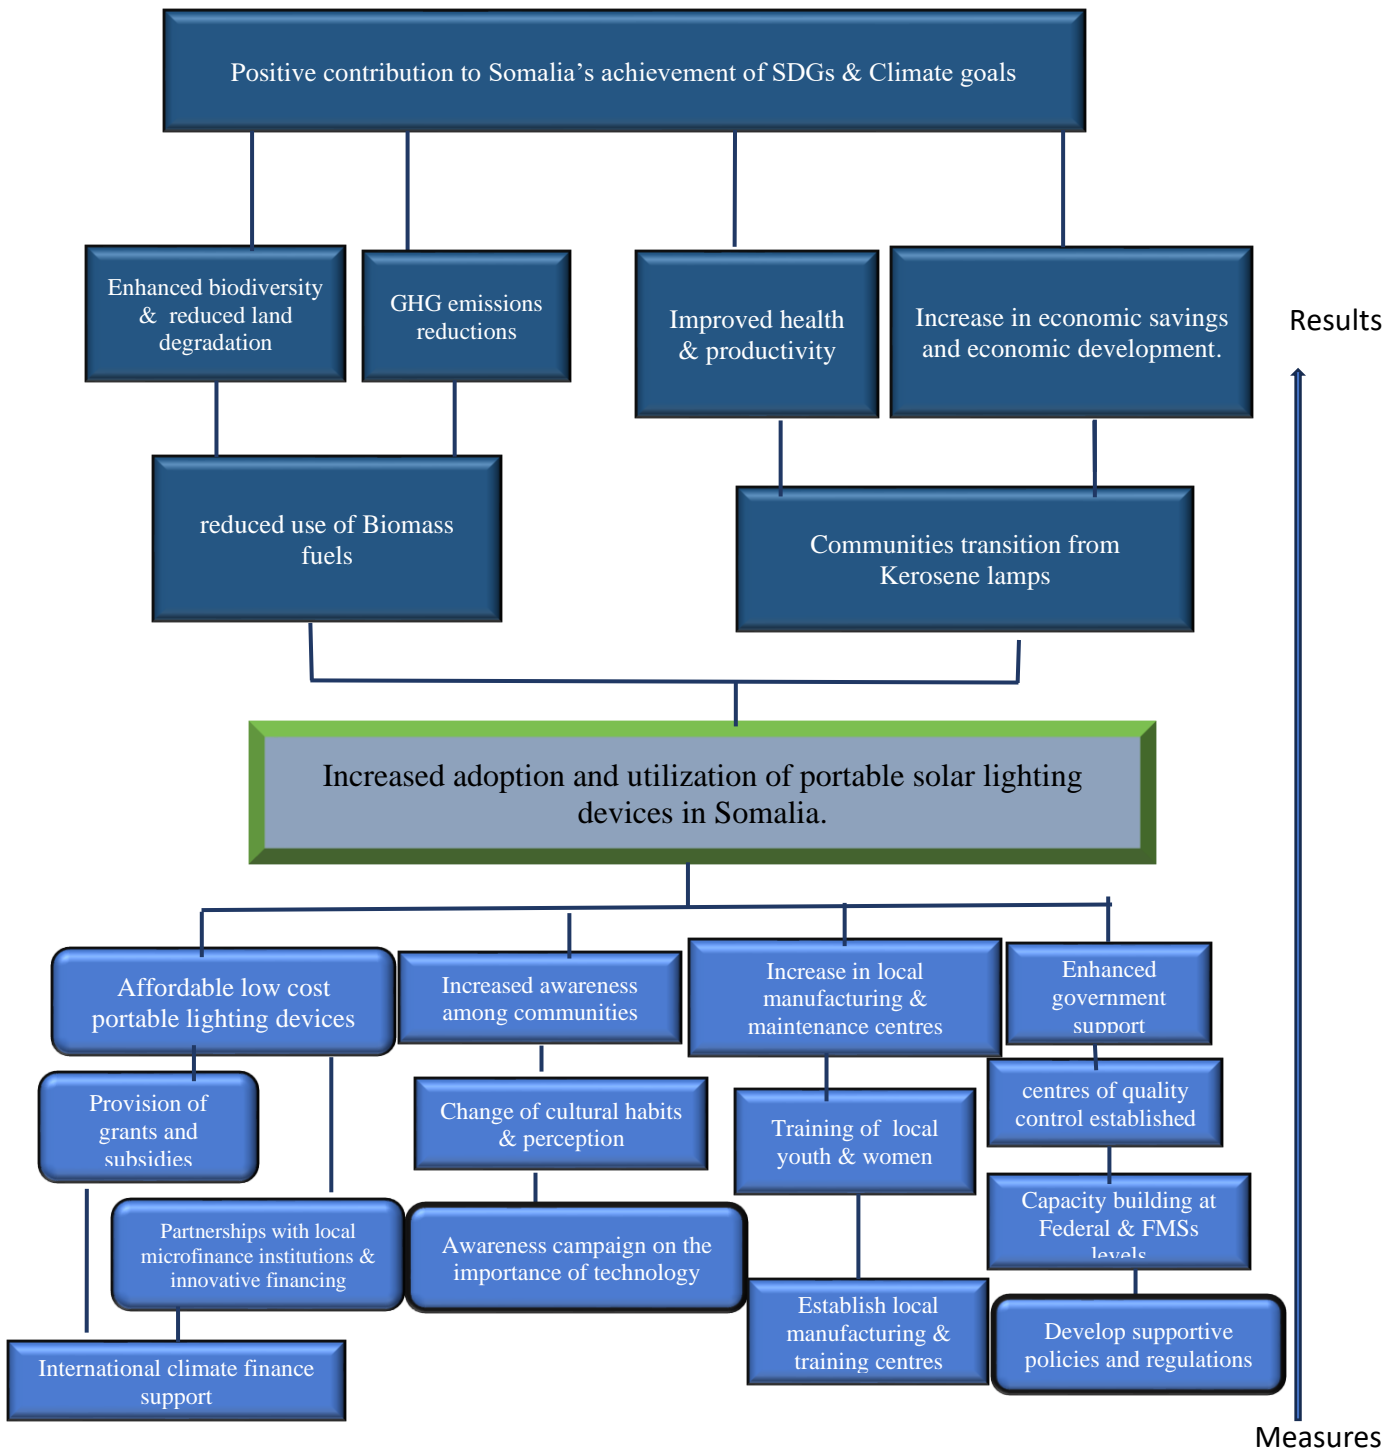 Positive contribution to Somalia’s achievement of SDGs & Climate goals
Enhanced biodiversity
& reduced land
degradation
GHG emissions
reductions
Improved health
& productivity
Increase in economic savings
and economic development.
Results
reduced use of Biomass
fuels
Communities transition from
Kerosene lamps
Increased adoption and utilization of portable solar lighting
devices in Somalia.
Affordable low cost
portable lighting devices
Increased awareness
among communities
Increase in local
manufacturing &
maintenance centres
Enhanced
government
support
Provision of
grants and
subsidies
Change of cultural habits
& perception
Training of local
youth & women
centres of quality
control established
Partnerships with local
microfinance institutions &
innovative financing
Awareness campaign on the
importance of technology
Capacity building at
Federal & FMSs
levels
International climate finance
support
Establish local
manufacturing &
training centres
Develop supportive
policies and regulations
Measures